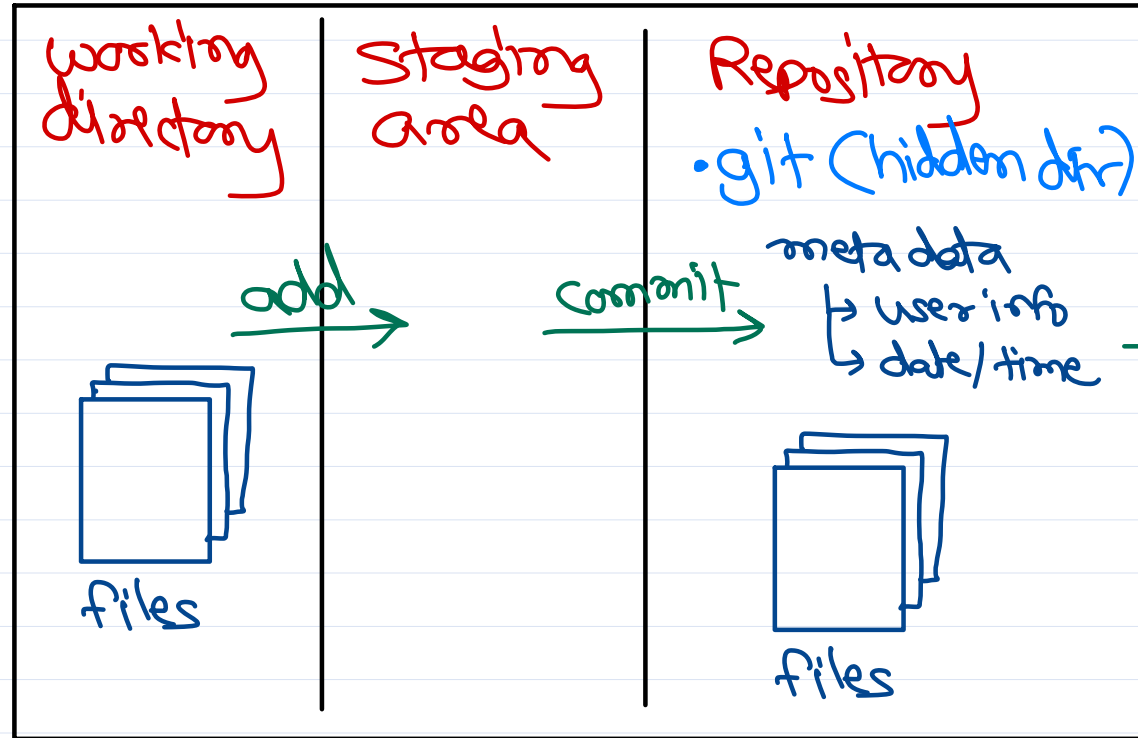 working
directory
Staging
area
Repository
.git (hidden dir)
meta data
user info
date/time
add
commit
files
files